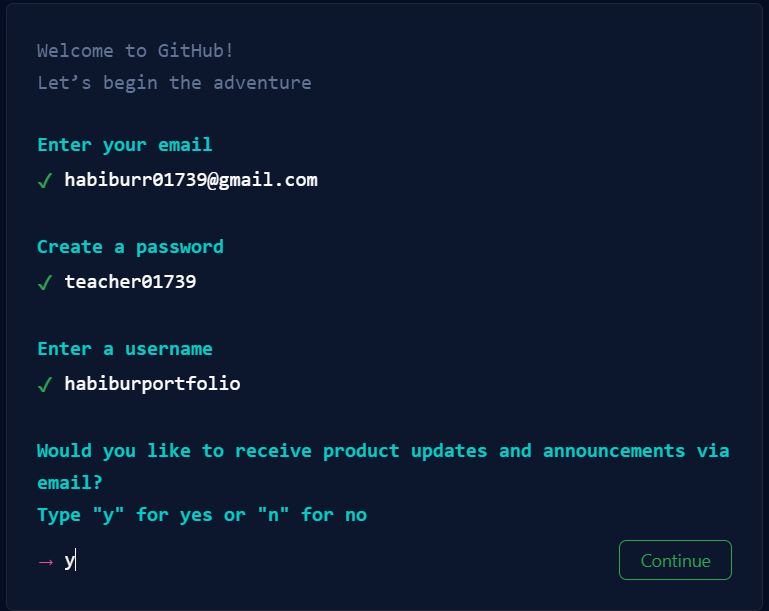 Welcome to GitHub!
Let’s begin the adventure
Enter your email
✓ habiburr01739@gmail.com
Create a password
✓ teacher01739
Enter a username
✓ habiburportfolio
Would you like to receive product updates and announcements via
email?
Type "y" for yes or "n" for no
→ y
Continue